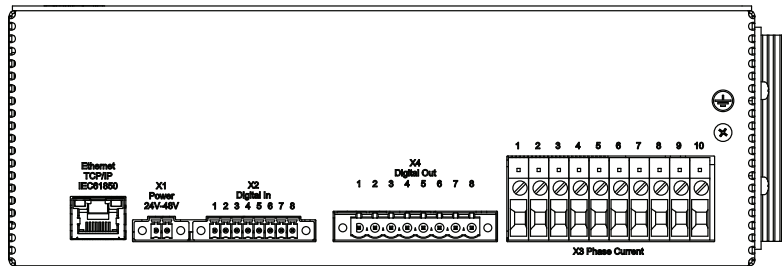 Ethernet
TCP/IP
IEC61850
X1
Power
24V-48V
X2
Digital In
1 2 3 4 5 6 7 8
X4
Digital Out
1 2 3 4 5 6 7 8
1 2 3 4 5 6 7 8 9 10
X3 Phase Current